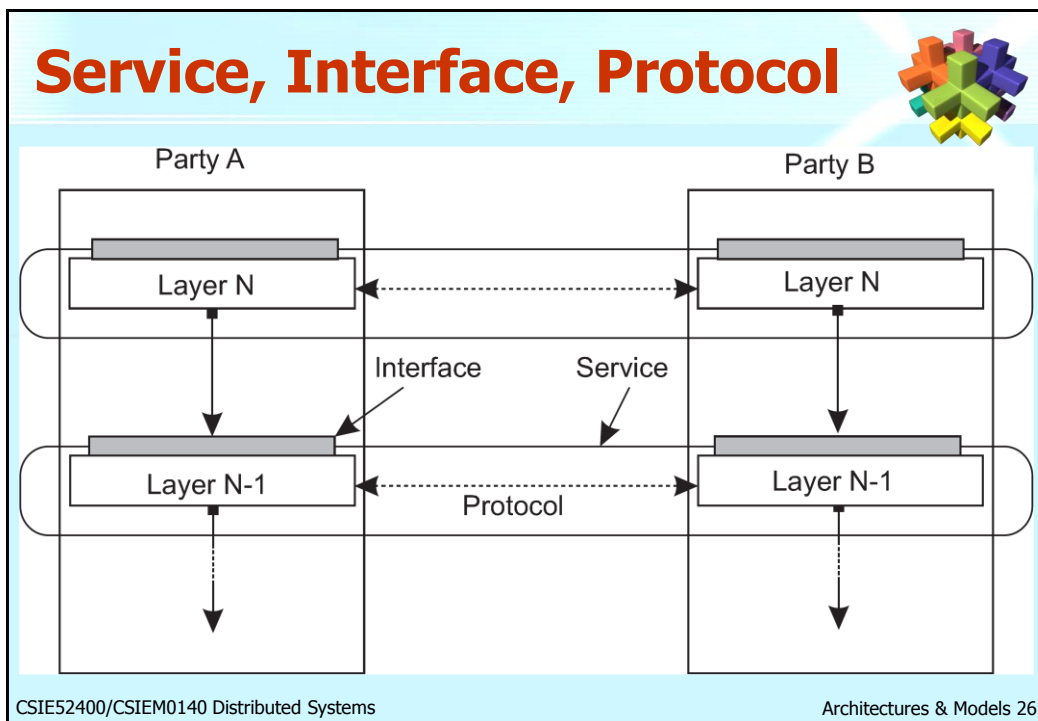 Service, Interface, Protocol
Party A
Party B
Layer N
Layer N
Interface
Service
Layer N-1
Layer N-1
Protocol
CSIE52400/CSIEM0140 Distributed Systems
Architectures & Models 26